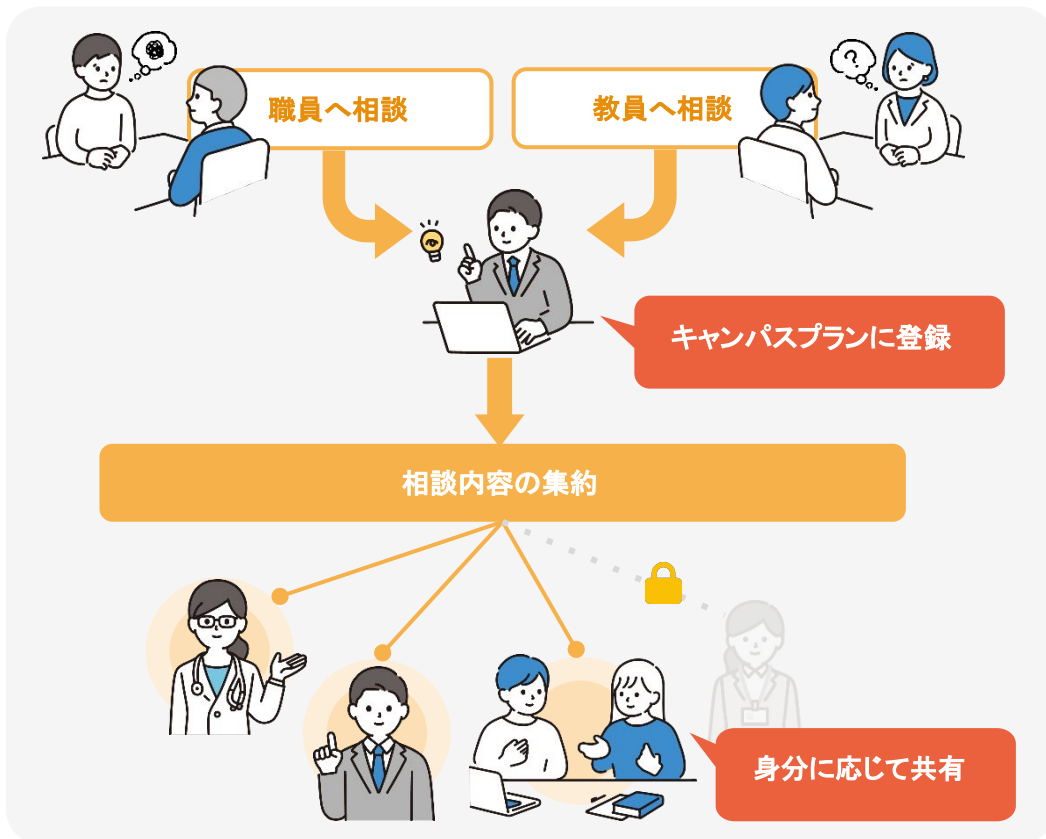 職員へ相談
教員へ相談
?
キャンパスプランに登録
相談内容の集約
身分に応じて共有